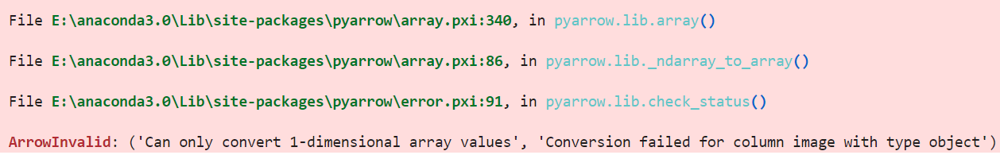 File E:\anaconda3.0\Lib\site-packages\pyarrow\array.pxi:340, in pyarrow.lib.array()
File E:\anaconda3.0\Lib\site-packages\pyarrow\array.pxi:86, in pyarrow.lib._ndarray_to_array()
File E:\anaconda3.0\Lib\site-packages\pyarrow\error.pxi:91, in pyarrow.lib.check_status()
ArrowInvalid: ('Can only convert 1-dimensional array values', 'Conversion failed for column image with type object')